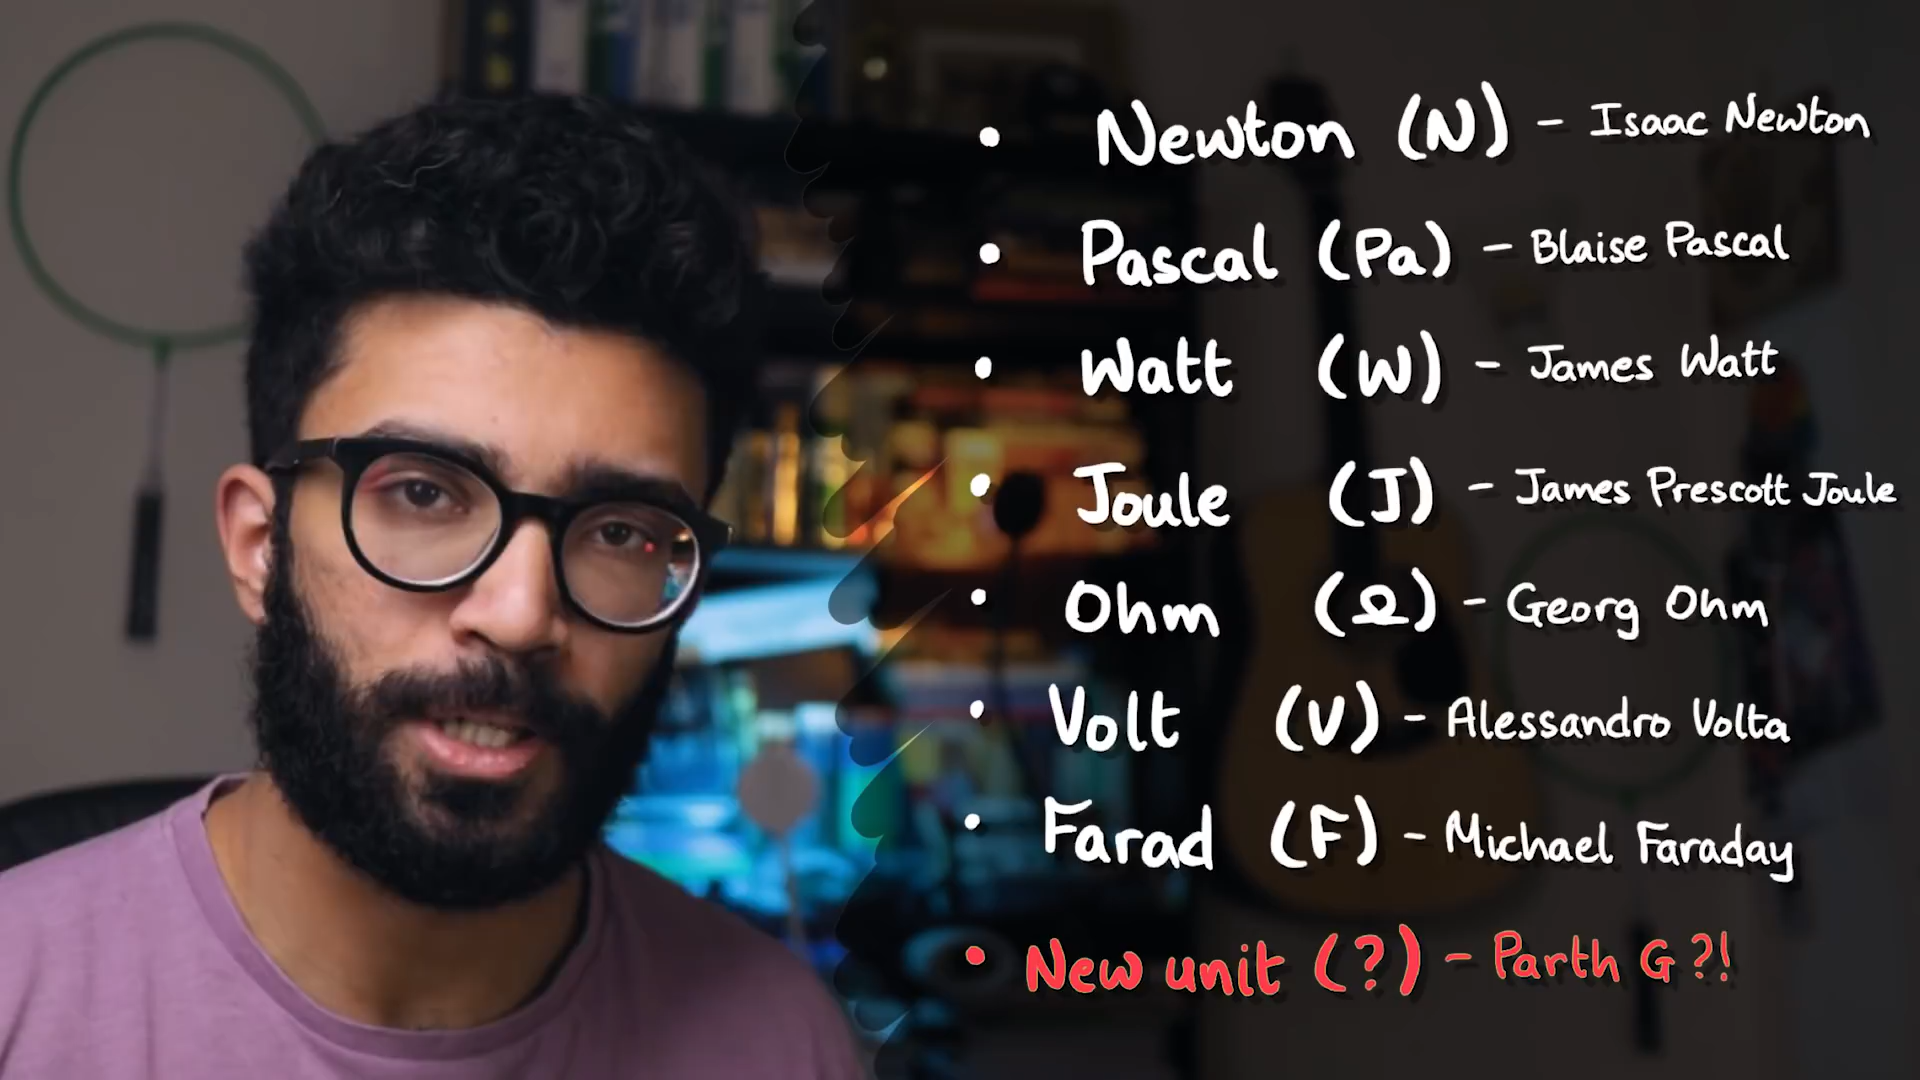 • Newton (N) - Isaac Newton
• Pascal (Pa) - Blaise Pascal
• Watt (W) - James Watt
• Joule (J) - James Prescott Joule
• Ohm (Ω) - Georg Ohm
• Volt (V) - Alessandro Volta
• Farad (F) - Michael Faraday
• New unit (?) - Parth G ?!